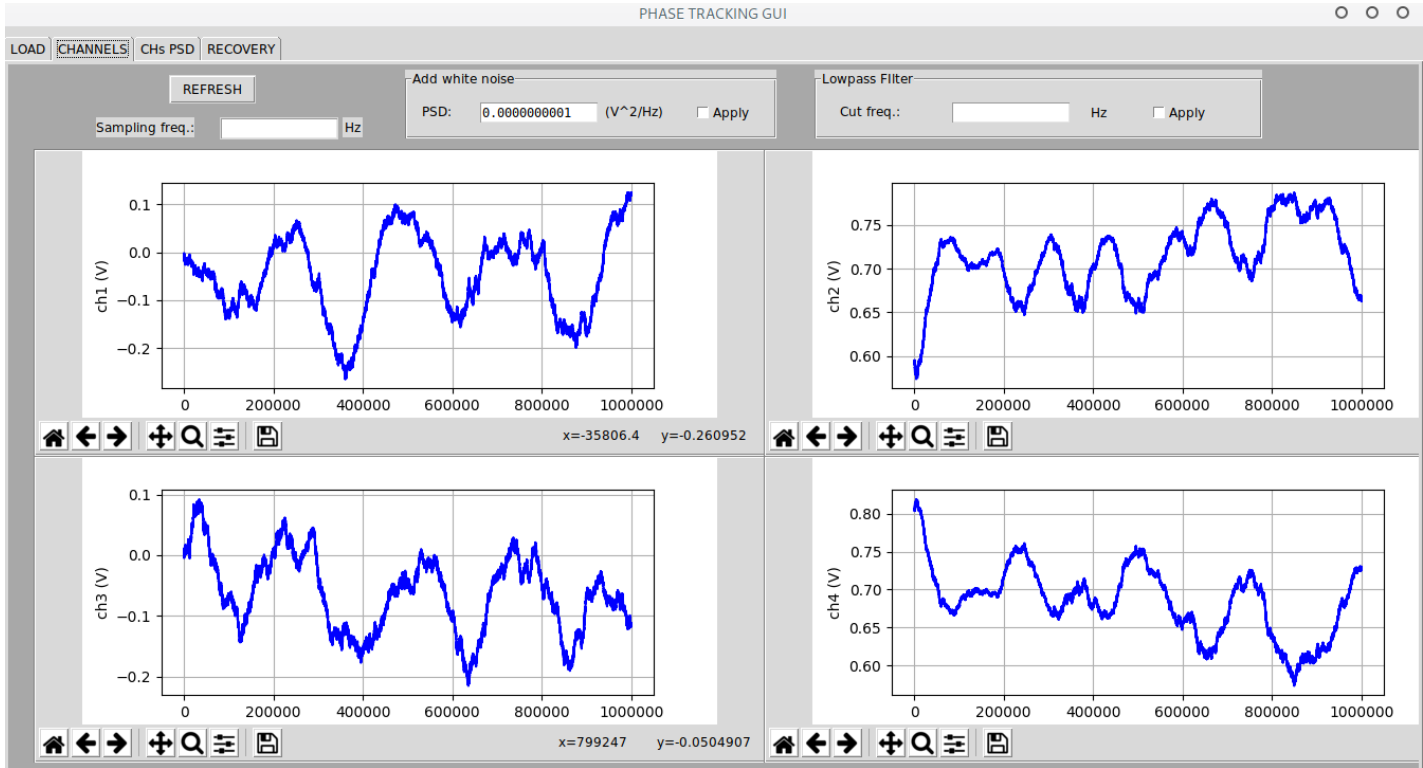 PHASE TRACKING GUI
LOAD CHANNELS CHs PSD RECOVERY
REFRESH
Sampling freq.: Hz
Add white noise
PSD: 0.0000000001 (V^2/Hz) Apply
Lowpass FIlter
Cut freq.: Hz Apply
ch1 (V)
0.1
0.0
−0.1
−0.2
0 200000 400000 600000 800000 1000000
x=-35806.4 y=-0.260952
ch2 (V)
0.75
0.70
0.65
0.60
0 200000 400000 600000 800000 1000000
ch3 (V)
0.1
0.0
−0.1
−0.2
0 200000 400000 600000 800000 1000000
x=799247 y=-0.0504907
ch4 (V)
0.80
0.75
0.70
0.65
0.60
0 200000 400000 600000 800000 1000000